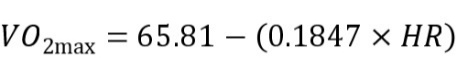 VO₂max = 65.81 − (0.1847 × HR)